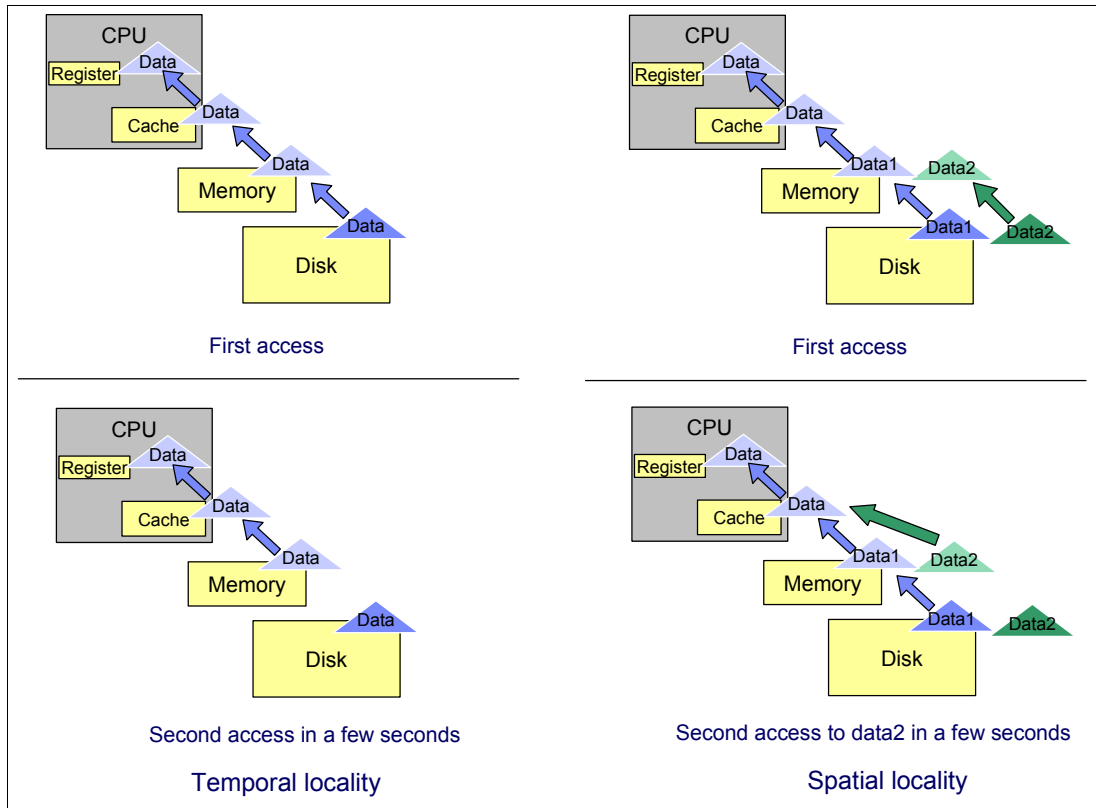 CPU
Data
Register
Data
Cache
Data
Memory
Data
Disk
First access
CPU
Data
Register
Data
Cache
Data1
Data2
Memory
Data1
Data2
Disk
First access
CPU
Data
Register
Data
Cache
Data
Memory
Data
Disk
Second access in a few seconds
Temporal locality
CPU
Data
Register
Data
Cache
Data1
Data2
Memory
Data1
Data2
Disk
Second access to data2 in a few seconds
Spatial locality